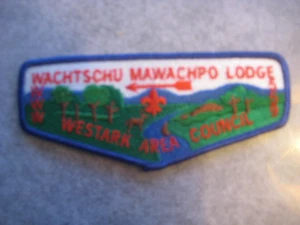 WACHTSCHU MAWACHPO LODGE
WESTARK AREA COUNCIL